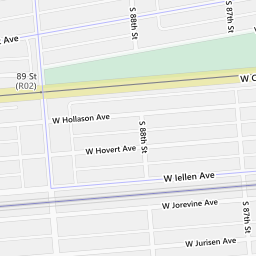 S 88th St
S 87th St
Ave
89 St
(R02)
W C
W Hollason Ave
S 88th St
W Hovert Ave
W Iellen Ave
W Jorevine Ave
S 87th St
W Jurisen Ave